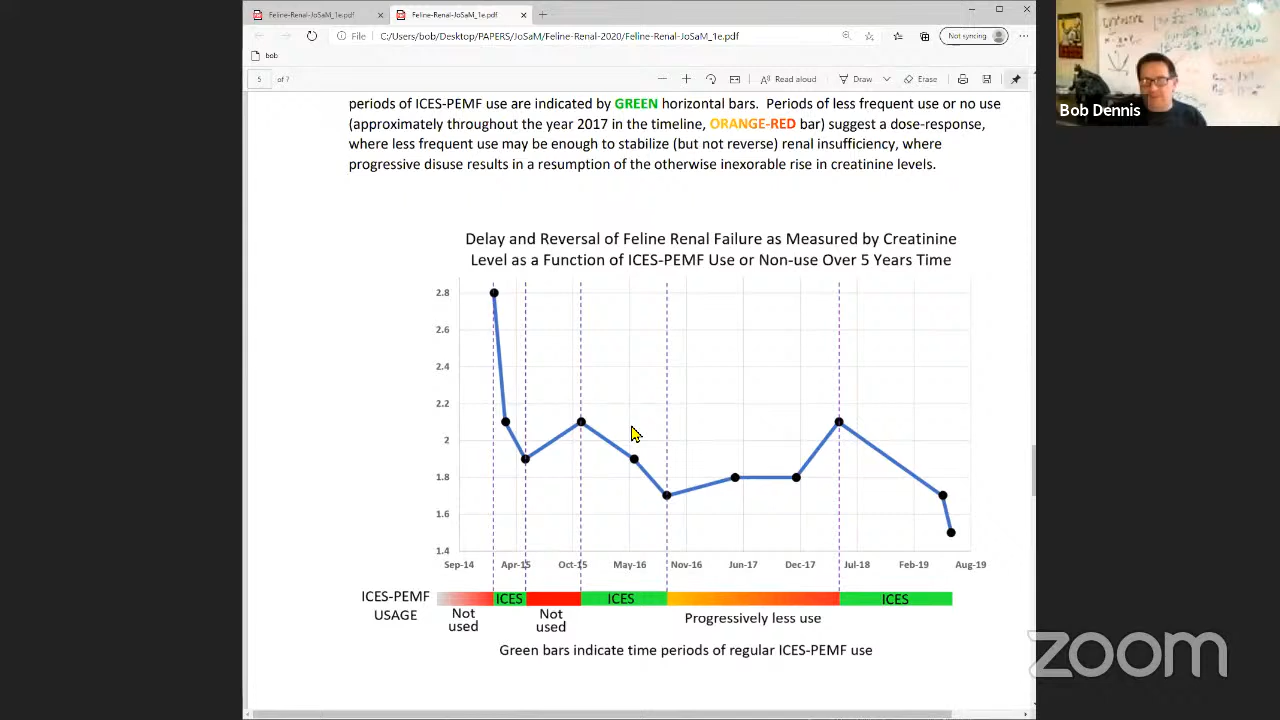 Feline-Renal-JoSaM_1e.pdf
Feline-Renal-JoSaM_1e.pdf
File
C:/Users/bob/Desktop/PAPERS/JoSaM/Feline-Renal-2020/Feline-Renal-JoSaM_1e.pdf
Not syncing
bob
5 of 7
Read aloud
Draw
Erase
Bob Dennis
periods of ICES-PEMF use are indicated by GREEN horizontal bars. Periods of less frequent use or no use
(approximately throughout the year 2017 in the timeline, ORANGE-RED bar) suggest a dose-response,
where less frequent use may be enough to stabilize (but not reverse) renal insufficiency, where
progressive disuse results in a resumption of the otherwise inexorable rise in creatinine levels.
Delay and Reversal of Feline Renal Failure as Measured by Creatinine
Level as a Function of ICES-PEMF Use or Non-use Over 5 Years Time
2.8
2.6
2.4
2.2
2
1.8
1.6
1.4
Sep-14 Apr-15 Oct-15 May-16 Nov-16 Jun-17 Dec-17 Jul-18 Feb-19 Aug-19
ICES-PEMF
USAGE
ICES ICES ICES
Not used
Not used
Progressively less use
Green bars indicate time periods of regular ICES-PEMF use
zoom